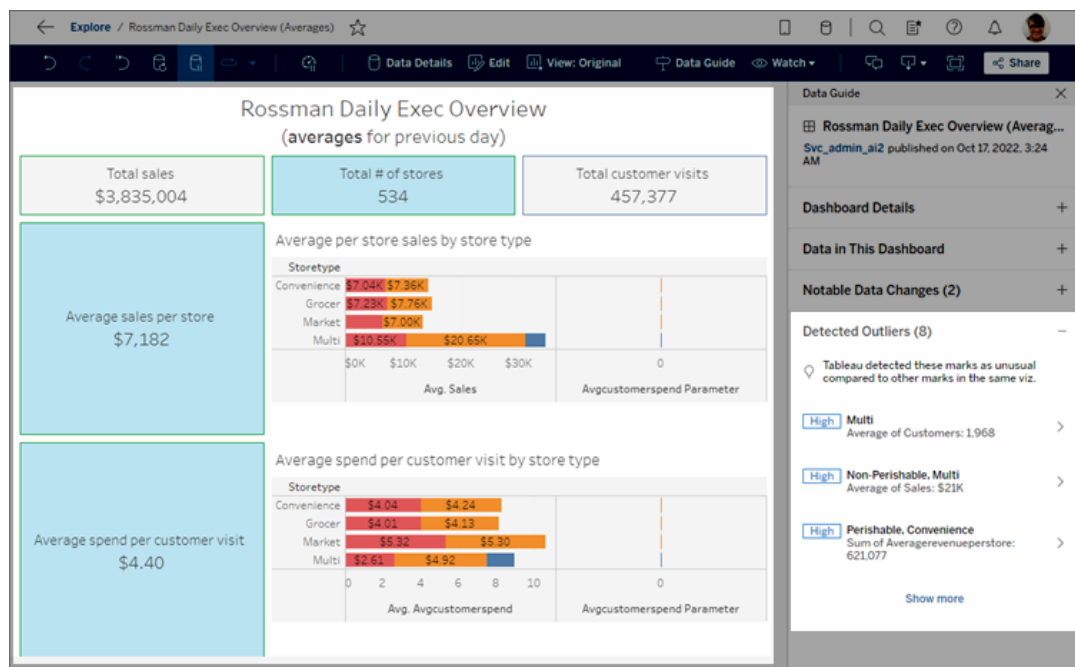 Explore / Rossman Daily Exec Overview (Averages)
Data Details
Edit
View: Original
Data Guide
Watch
Share
Rossman Daily Exec Overview
(averages for previous day)
Total sales
$3,835,004
Total # of stores
534
Total customer visits
457,377
Average sales per store
$7,182
Average per store sales by store type
Storetype
Convenience $7.04K $7.36K
Grocer $7.23K $7.76K
Market $7.00K
Multi $10.55K $20.65K
$0K $10K $20K $30K
0
Avg. Sales
Avgcustomerspend Parameter
Average spend per customer visit
$4.40
Average spend per customer visit by store type
Storetype
Convenience $4.04 $4.24
Grocer $4.01 $4.13
Market $5.32 $5.30
Multi $2.61 $4.92
0 2 4 6 8 10
0
Avg. Avgcustomerspend
Avgcustomerspend Parameter
Data Guide
Rossman Daily Exec Overview (Averag...
Svc_admin_ai2 published on Oct 17, 2022, 3:24
AM
Dashboard Details
Data in This Dashboard
Notable Data Changes (2)
Detected Outliers (8)
Tableau detected these marks as unusual
compared to other marks in the same viz.
High Multi
Average of Customers: 1,968
High Non-Perishable, Multi
Average of Sales: $21K
High Perishable, Convenience
Sum of Averagerevenueperstore:
621,077
Show more